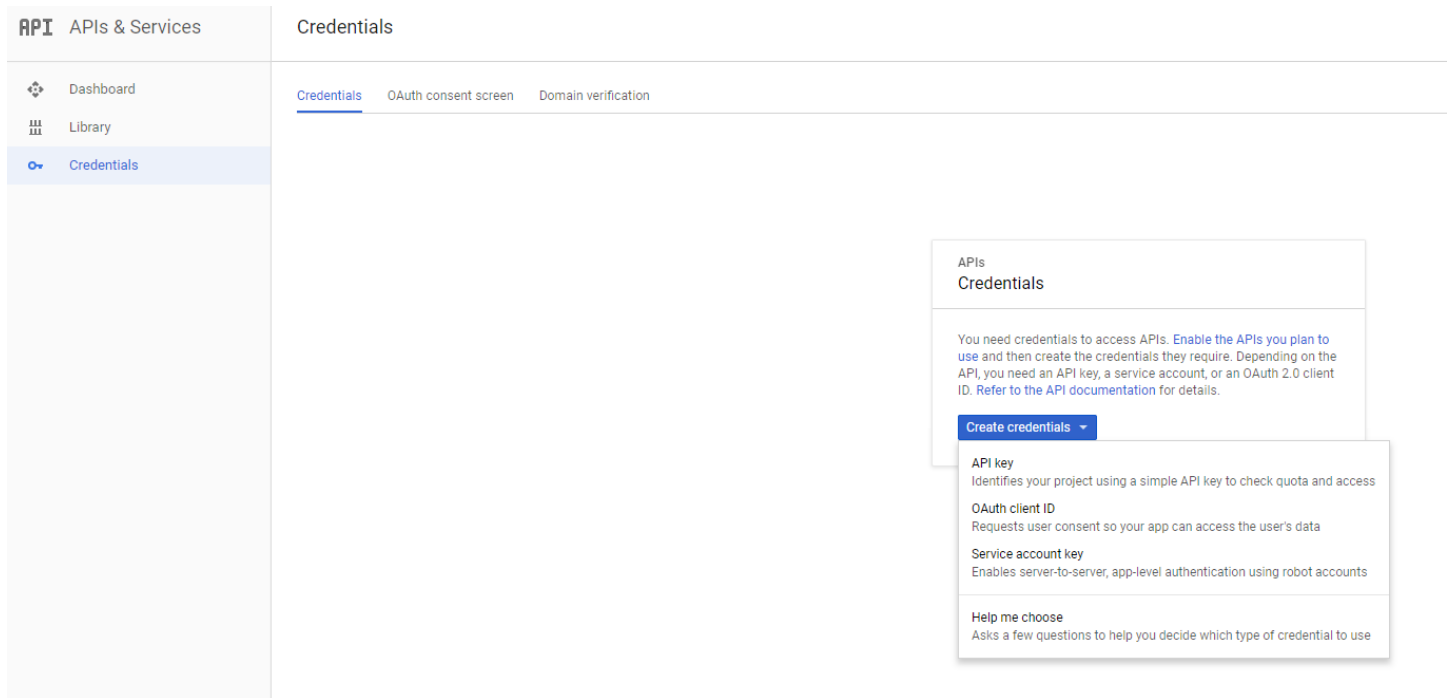 API APIs & Services
Credentials
Dashboard
Library
Credentials
Credentials OAuth consent screen Domain verification
APIs
Credentials
You need credentials to access APIs. Enable the APIs you plan to
use and then create the credentials they require. Depending on the
API, you need an API key, a service account, or an OAuth 2.0 client
ID. Refer to the API documentation for details.
Create credentials
API key
Identifies your project using a simple API key to check quota and access
OAuth client ID
Requests user consent so your app can access the user's data
Service account key
Enables server-to-server, app-level authentication using robot accounts
Help me choose
Asks a few questions to help you decide which type of credential to use